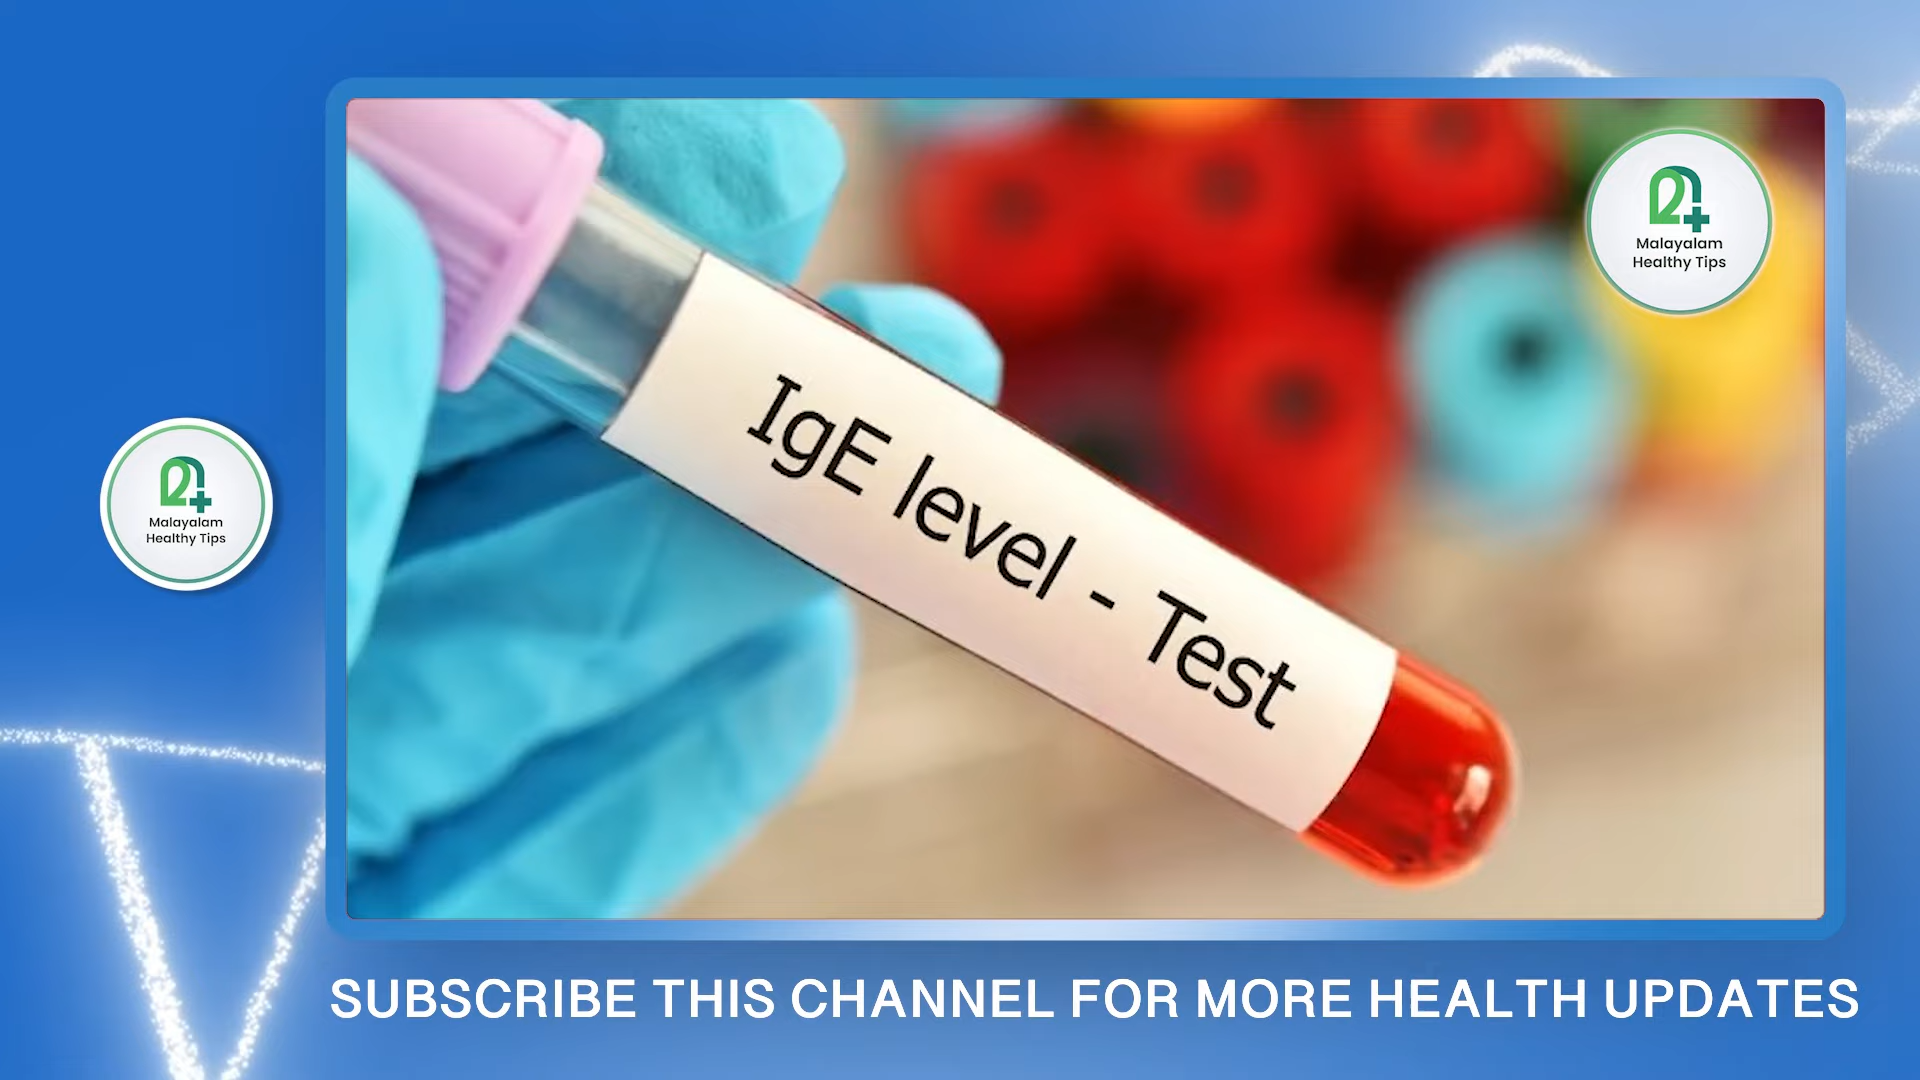 Malayalam
Healthy Tips
IgE level - Test
Malayalam
Healthy Tips
SUBSCRIBE THIS CHANNEL FOR MORE HEALTH UPDATES